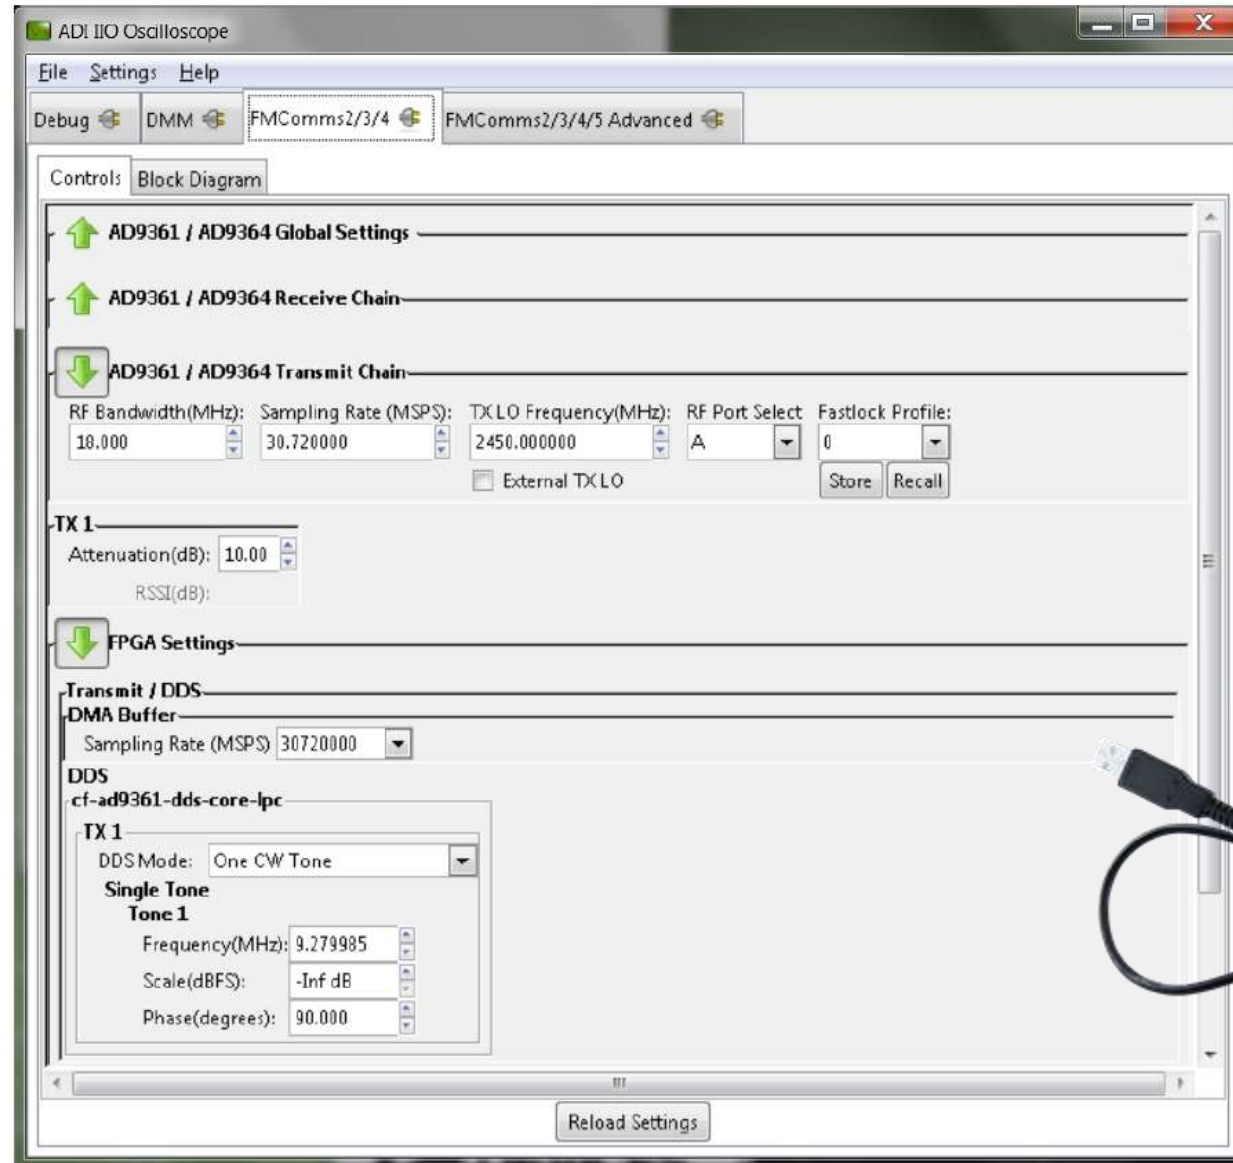 ADI IIO Oscilloscope
File Settings Help
Debug DMM FMComms2/3/4 FMComms2/3/4/5 Advanced
Controls Block Diagram
AD9361 / AD9364 Global Settings
AD9361 / AD9364 Receive Chain
AD9361 / AD9364 Transmit Chain
RF Bandwidth(MHz): Sampling Rate (MSPS): TX LO Frequency(MHz): RF Port Select Fastlock Profile:
18.000 30.720000 2450.000000 A 0
External TX LO Store Recall
TX 1
Attenuation(dB): 10.00
RSSI(dB):
FPGA Settings
Transmit / DDS
DMA Buffer
Sampling Rate (MSPS) 30720000
DDS
cf-ad9361-dds-core-lpc
TX 1
DDS Mode: One CW Tone
Single Tone
Tone 1
Frequency(MHz): 9.279985
Scale(dBFS): -Inf dB
Phase(degrees): 90.000
Reload Settings